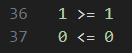 36 1 >= 1
37 0 <= 0